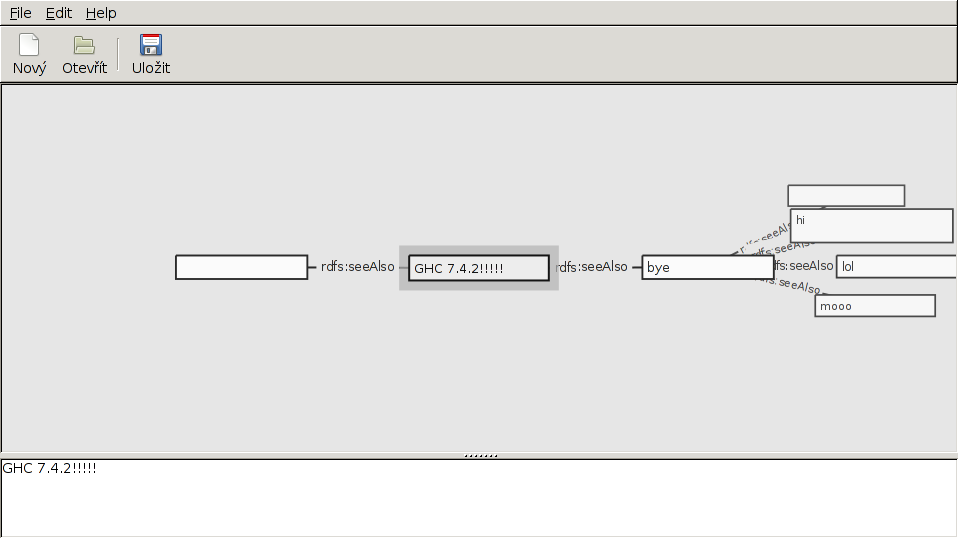 File Edit Help
Nový Otevřít Uložit
hi
rdfs:seeAlso
rdfs:seeAlso
rdfs:seeAlso GHC 7.4.2!!!!! rdfs:seeAlso bye rdfs:seeAlso lol
rdfs:seeAlso
mooo
GHC 7.4.2!!!!!